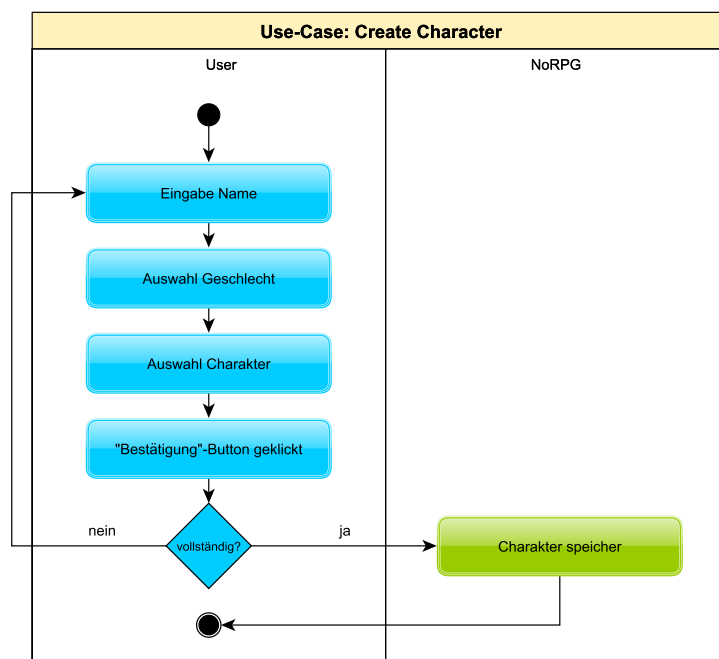 Use-Case: Create Character
User
NoRPG
Eingabe Name
Auswahl Geschlecht
Auswahl Charakter
"Bestätigung"-Button geklickt
nein
vollständig?
ja
Charakter speicher